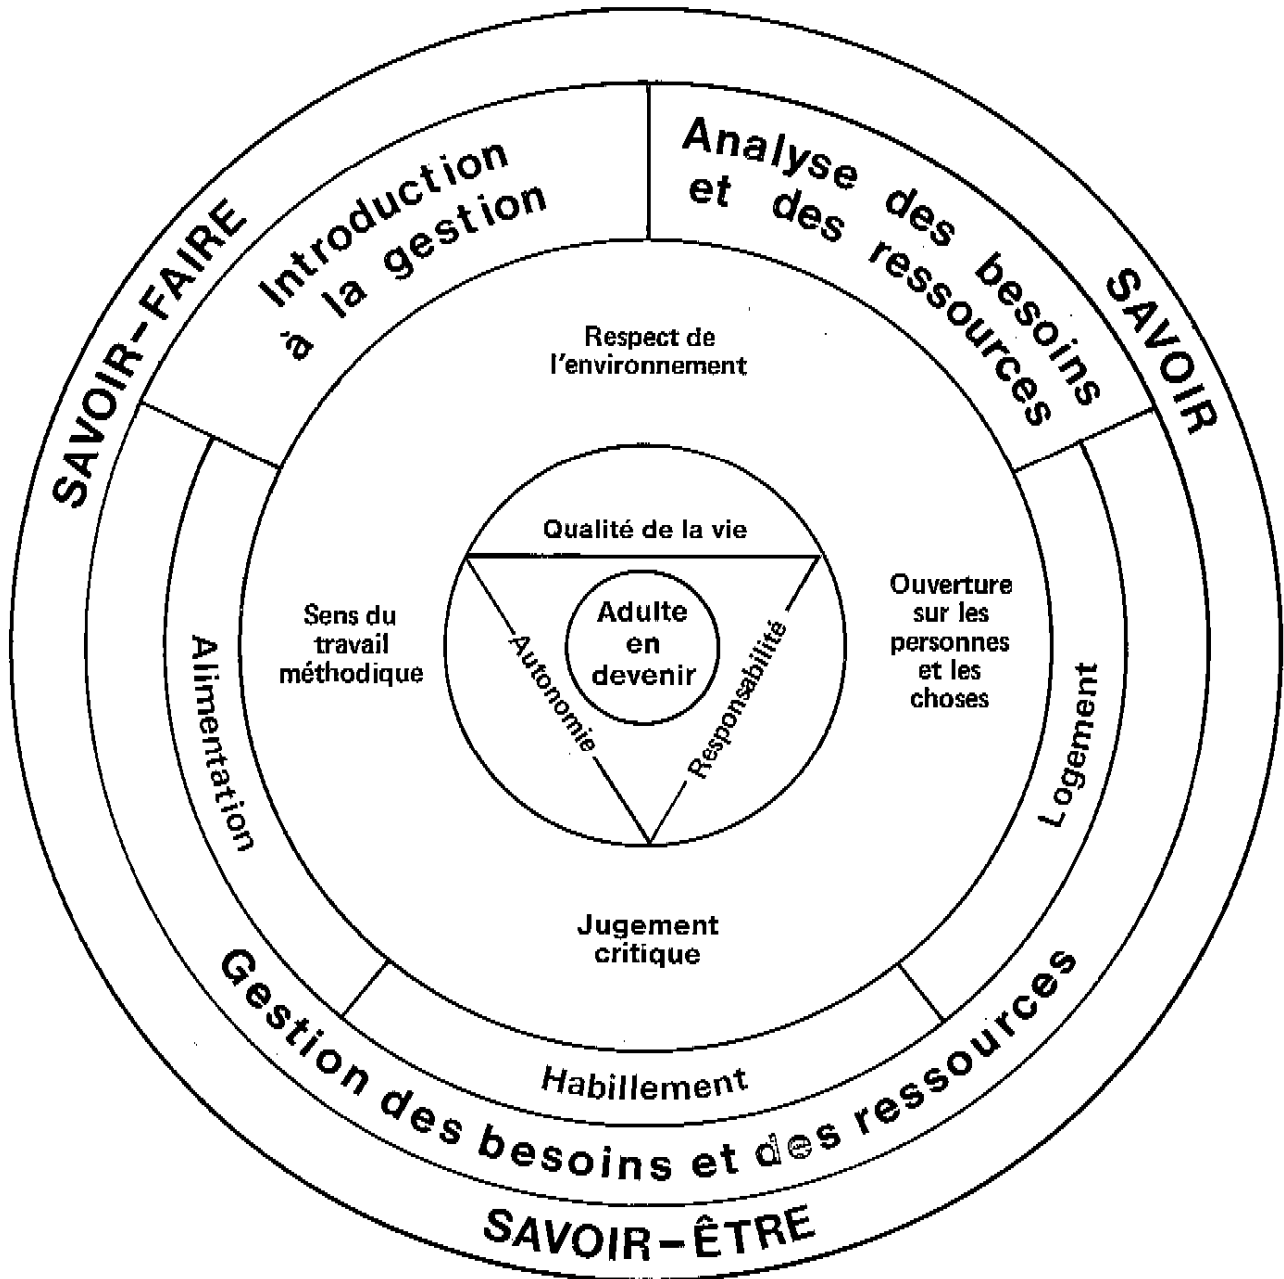 SAVOIR-FAIRE
SAVOIR
SAVOIR-ÊTRE
Introduction
à la gestion
Analyse des besoins
et des ressources
Gestion des besoins et des ressources
Alimentation
Habillement
Logement
Respect de
l'environnement
Sens du
travail
méthodique
Ouverture
sur les
personnes
et les
choses
Jugement
critique
Qualité de la vie
Autonomie
Responsabilité
Adulte
en
devenir